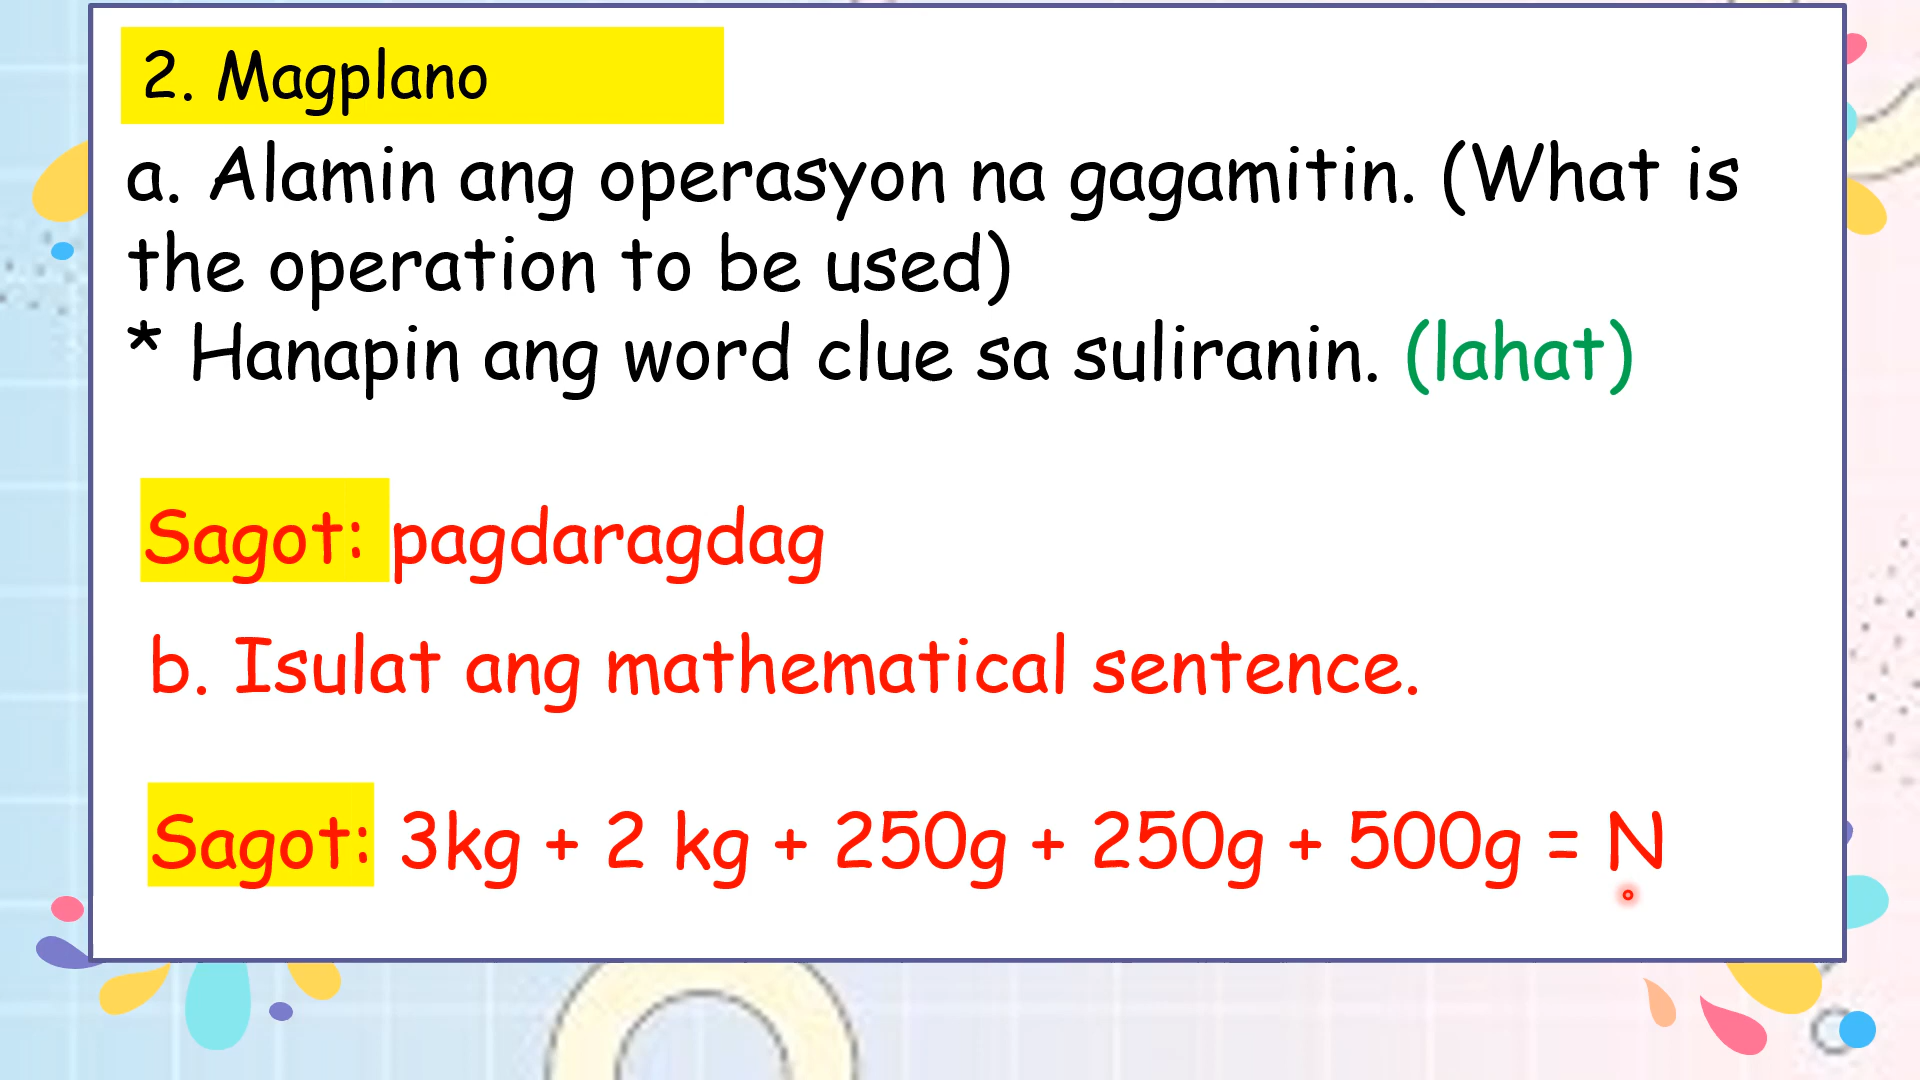 2. Magplano
a. Alamin ang operasyon na gagamitin. (What is
the operation to be used)
* Hanapin ang word clue sa suliranin. (lahat)
Sagot: pagdaragdag
b. Isulat ang mathematical sentence.
Sagot: 3kg + 2 kg + 250g + 250g + 500g = N